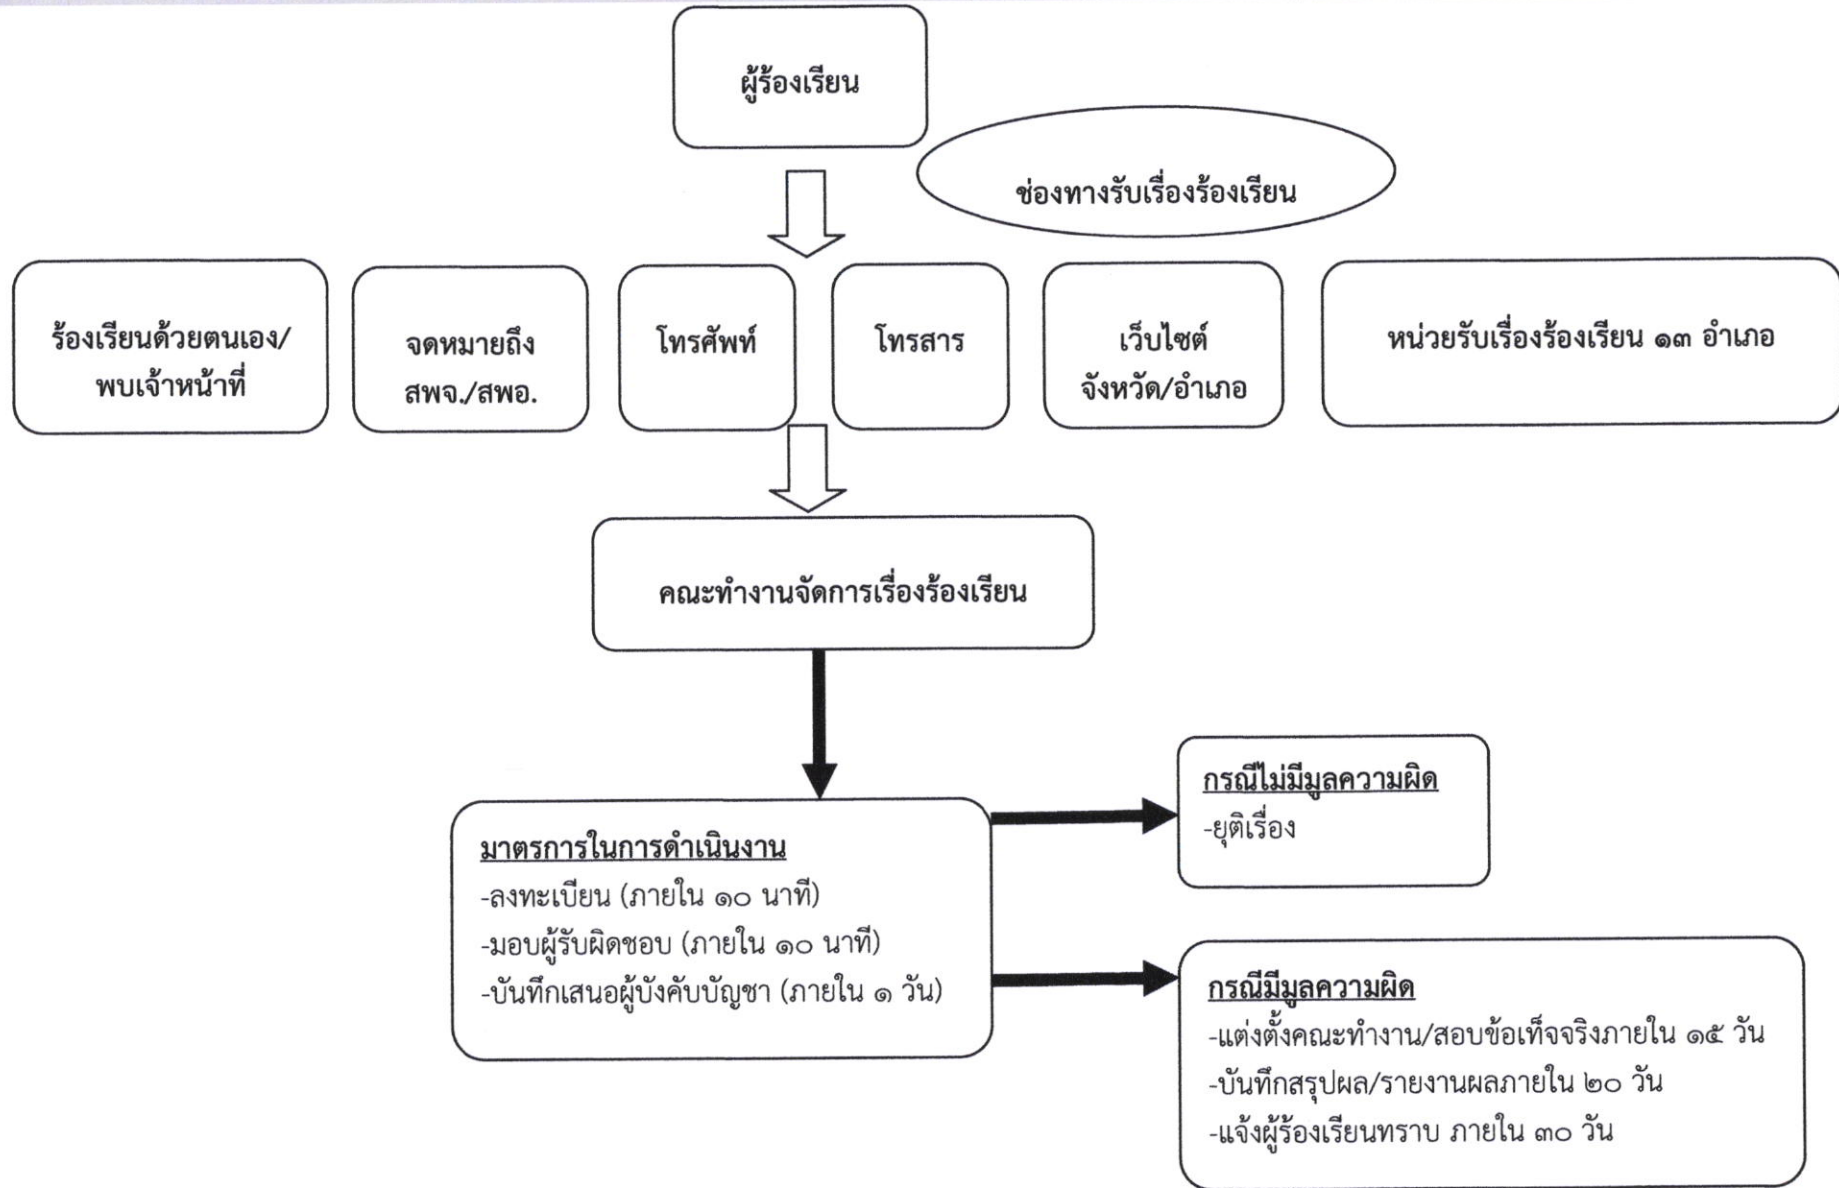 ผู้ร้องเรียน
ช่องทางรับเรื่องร้องเรียน
ร้องเรียนด้วยตนเอง/
พบเจ้าหน้าที่
จดหมายถึง
สพจ./สพอ.
โทรศัพท์
โทรสาร
เว็บไซต์
จังหวัด/อำเภอ
หน่วยรับเรื่องร้องเรียน ๑๓ อำเภอ
คณะทำงานจัดการเรื่องร้องเรียน
มาตรการในการดำเนินงาน
-ลงทะเบียน (ภายใน ๑๐ นาที)
-มอบผู้รับผิดชอบ (ภายใน ๑๐ นาที)
-บันทึกเสนอผู้บังคับบัญชา (ภายใน ๑ วัน)
กรณีไม่มีมูลความผิด
-ยุติเรื่อง
กรณีมีมูลความผิด
-แต่งตั้งคณะทำงาน/สอบข้อเท็จจริงภายใน ๑๕ วัน
-บันทึกสรุปผล/รายงานผลภายใน ๒๐ วัน
-แจ้งผู้ร้องเรียนทราบ ภายใน ๓๐ วัน